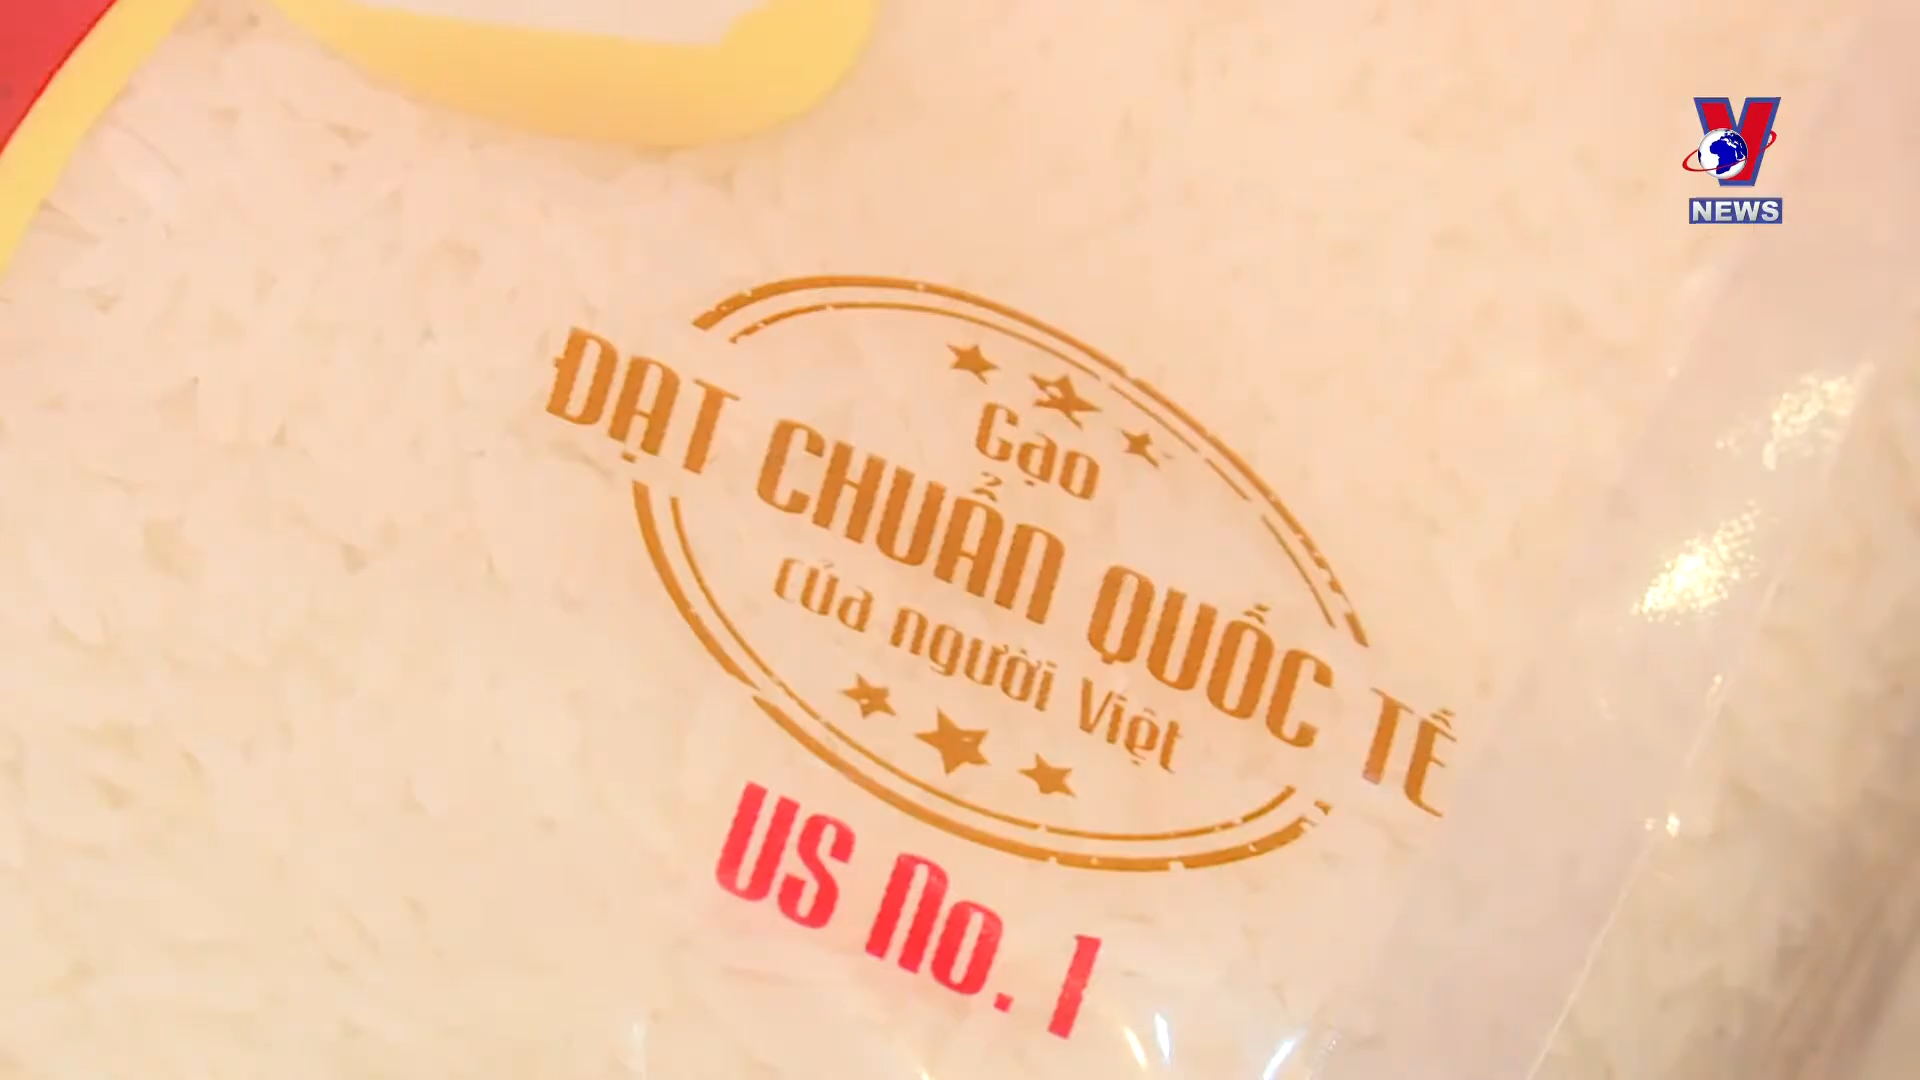 V
NEWS
Gạo
ĐẠT CHUẨN QUỐC TẾ
của người Việt
US No. 1